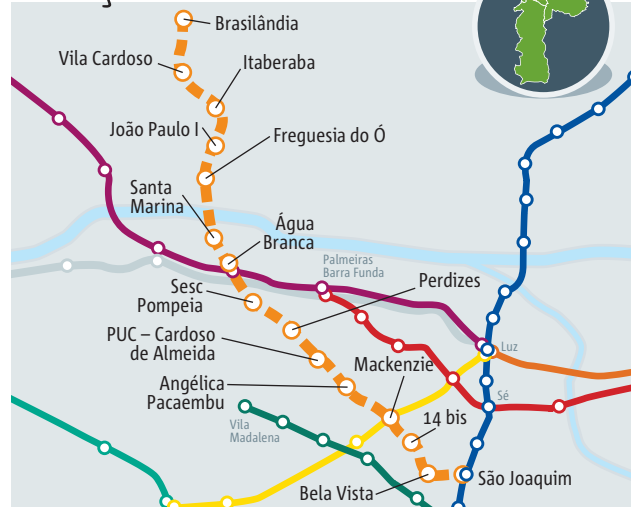 Brasilândia
Vila Cardoso
Itaberaba
João Paulo I
Freguesia do Ó
Santa
Marina
Água
Branca
Palmeiras
Barra Funda
Perdizes
Sesc
Pompeia
PUC – Cardoso
de Almeida
Mackenzie
Luz
Angélica
Pacaembu
Sé
14 bis
Vila
Madalena
São Joaquim
Bela Vista